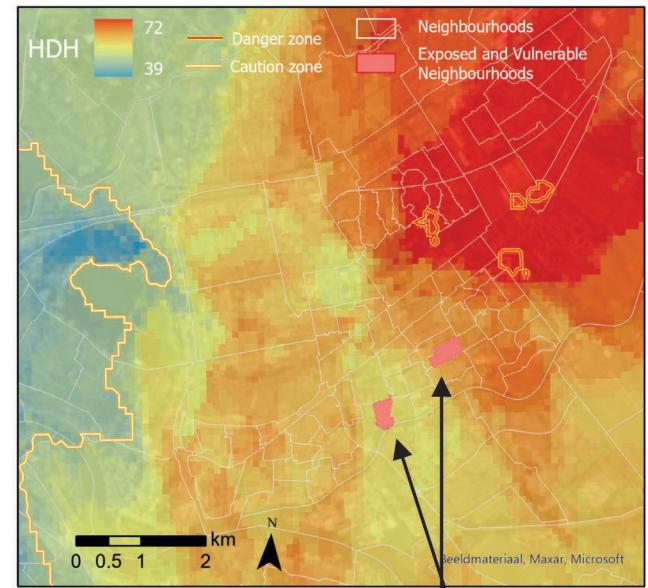 HDH
72
39
Danger zone
Caution zone
Neighbourhoods
Exposed and Vulnerable
Neighbourhoods
N
km
0 0.5 1 2
Beeldmateriaal, Maxar, Microsoft